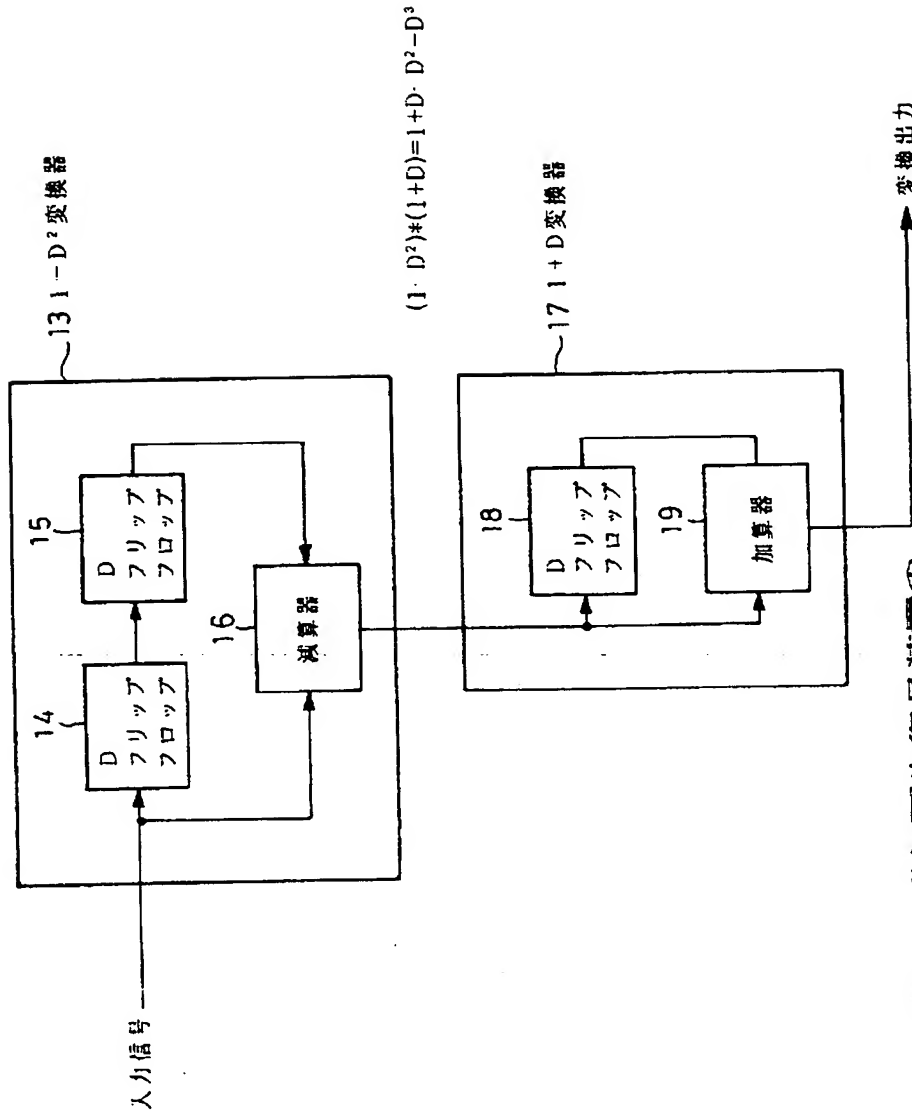 13 1－D²変換器
14
D
フリップ
フロップ
15
D
フリップ
フロップ
16
減算器
入力信号
(1· D²)*(1+D)=1+D· D²−D³
17 1＋D変換器
18
D
フリップ
フロップ
19
加算器
変換出力